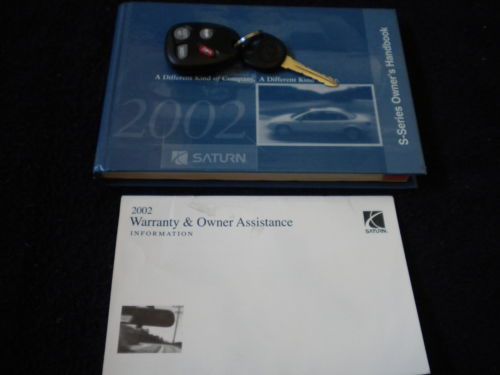 A Different Kind of Company, A Different Kind
2002
SATURN
S-Series Owner's Handbook
2002
Warranty & Owner Assistance
INFORMATION
SATURN